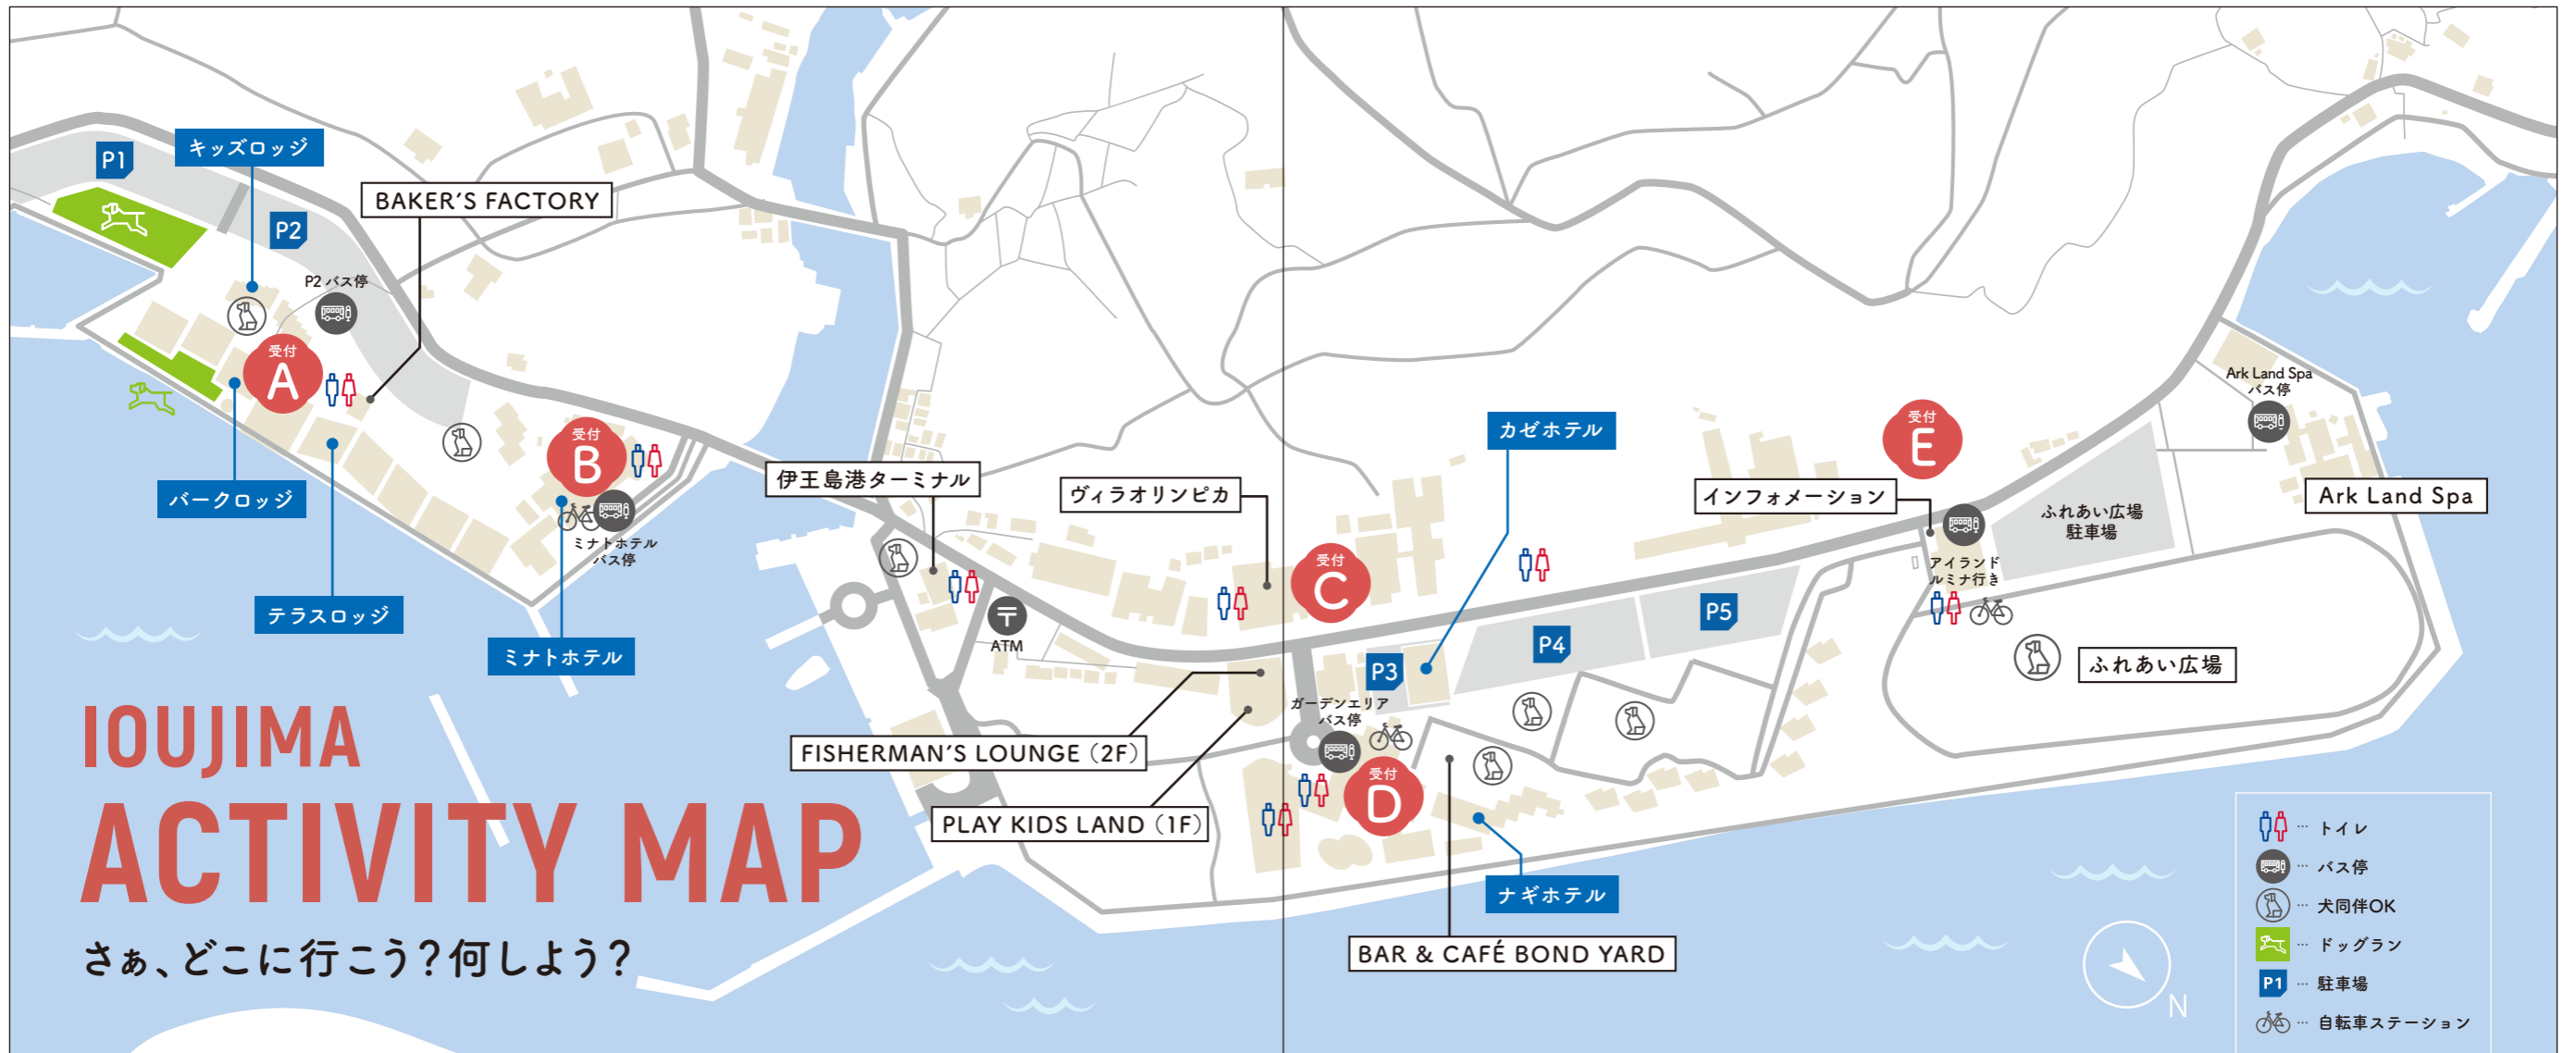 P1
キッズロッジ
BAKER'S FACTORY
P2
P2 バス停
受付
A
バークロッジ
テラスロッジ
受付
B
ミナトホテル
バス停
ミナトホテル
伊王島港ターミナル
〒
ATM
ヴィラオリンピカ
受付
C
カゼホテル
FISHERMAN'S LOUNGE（2F）
PLAY KIDS LAND（1F）
P3
P4
P5
ガーデンエリア
バス停
受付
D
ナギホテル
BAR & CAFÉ BOND YARD
受付
E
インフォメーション
アイランド
ルミナ行き
ふれあい広場
駐車場
ふれあい広場
Ark Land Spa
バス停
Ark Land Spa
IOUJIMA
ACTIVITY MAP
さぁ、どこに行こう？何しよう？
N
… トイレ
… バス停
… 犬同伴OK
… ドッグラン
P1 … 駐車場
… 自転車ステーション